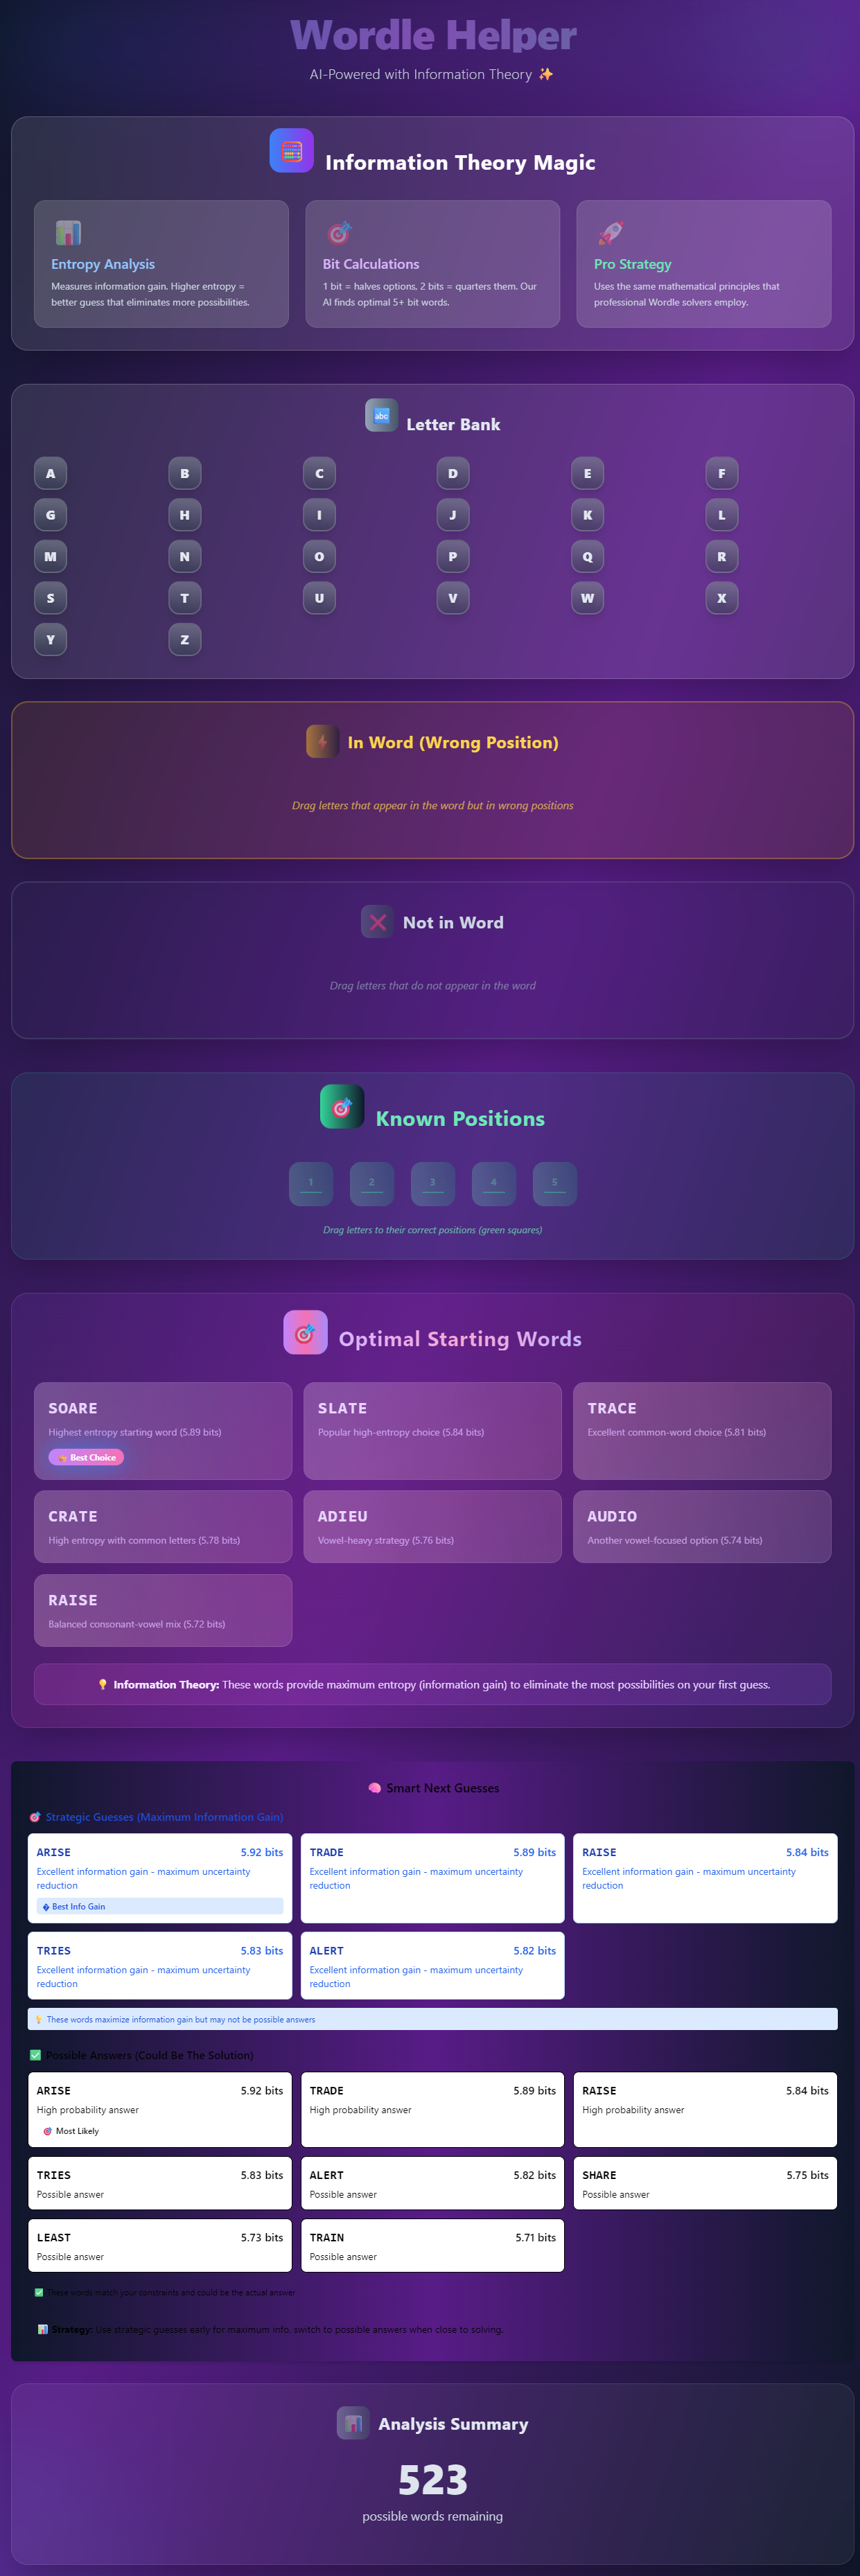 Wordle Helper
AI-Powered with Information Theory ✨
🧮 Information Theory Magic
📊
Entropy Analysis
Measures information gain. Higher entropy =
better guess that eliminates more possibilities.
🎯
Bit Calculations
1 bit = halves options, 2 bits = quarters them. Our
AI finds optimal 5+ bit words.
🚀
Pro Strategy
Uses the same mathematical principles that
professional Wordle solvers employ.
🔤 Letter Bank
A B C D E F
G H I J K L
M N O P Q R
S T U V W X
Y Z
⚡ In Word (Wrong Position)
Drag letters that appear in the word but in wrong positions
❌ Not in Word
Drag letters that do not appear in the word
🎯 Known Positions
1 2 3 4 5
Drag letters to their correct positions (green squares)
🎯 Optimal Starting Words
SOARE
Highest entropy starting word (5.89 bits)
Best Choice
SLATE
Popular high-entropy choice (5.84 bits)
TRACE
Excellent common-word choice (5.81 bits)
CRATE
High entropy with common letters (5.78 bits)
ADIEU
Vowel-heavy strategy (5.76 bits)
AUDIO
Another vowel-focused option (5.74 bits)
RAISE
Balanced consonant-vowel mix (5.72 bits)
💡 Information Theory: These words provide maximum entropy (information gain) to eliminate the most possibilities on your first guess.
🧠 Smart Next Guesses
🎯 Strategic Guesses (Maximum Information Gain)
ARISE 5.92 bits
Excellent information gain - maximum uncertainty
reduction
� Best Info Gain
TRADE 5.89 bits
Excellent information gain - maximum uncertainty
reduction
RAISE 5.84 bits
Excellent information gain - maximum uncertainty
reduction
TRIES 5.83 bits
Excellent information gain - maximum uncertainty
reduction
ALERT 5.82 bits
Excellent information gain - maximum uncertainty
reduction
💡 These words maximize information gain but may not be possible answers
✅ Possible Answers (Could Be The Solution)
ARISE 5.92 bits
High probability answer
🎯 Most Likely
TRADE 5.89 bits
High probability answer
RAISE 5.84 bits
High probability answer
TRIES 5.83 bits
Possible answer
ALERT 5.82 bits
Possible answer
SHARE 5.75 bits
Possible answer
LEAST 5.73 bits
Possible answer
TRAIN 5.71 bits
Possible answer
✅ These words match your constraints and could be the actual answer
📊 Strategy: Use strategic guesses early for maximum info, switch to possible answers when close to solving.
📊 Analysis Summary
523
possible words remaining